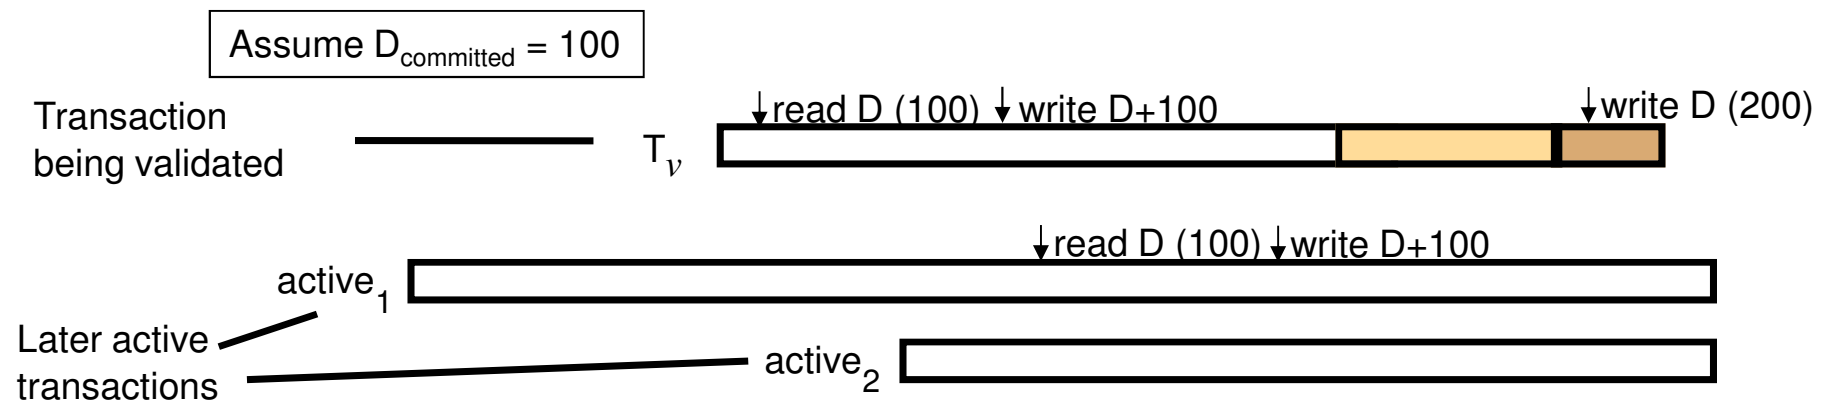 Assume D_committed = 100
Transaction
being validated
T_v
read D (100) write D+100
write D (200)
read D (100) write D+100
active_1
Later active
transactions
active_2